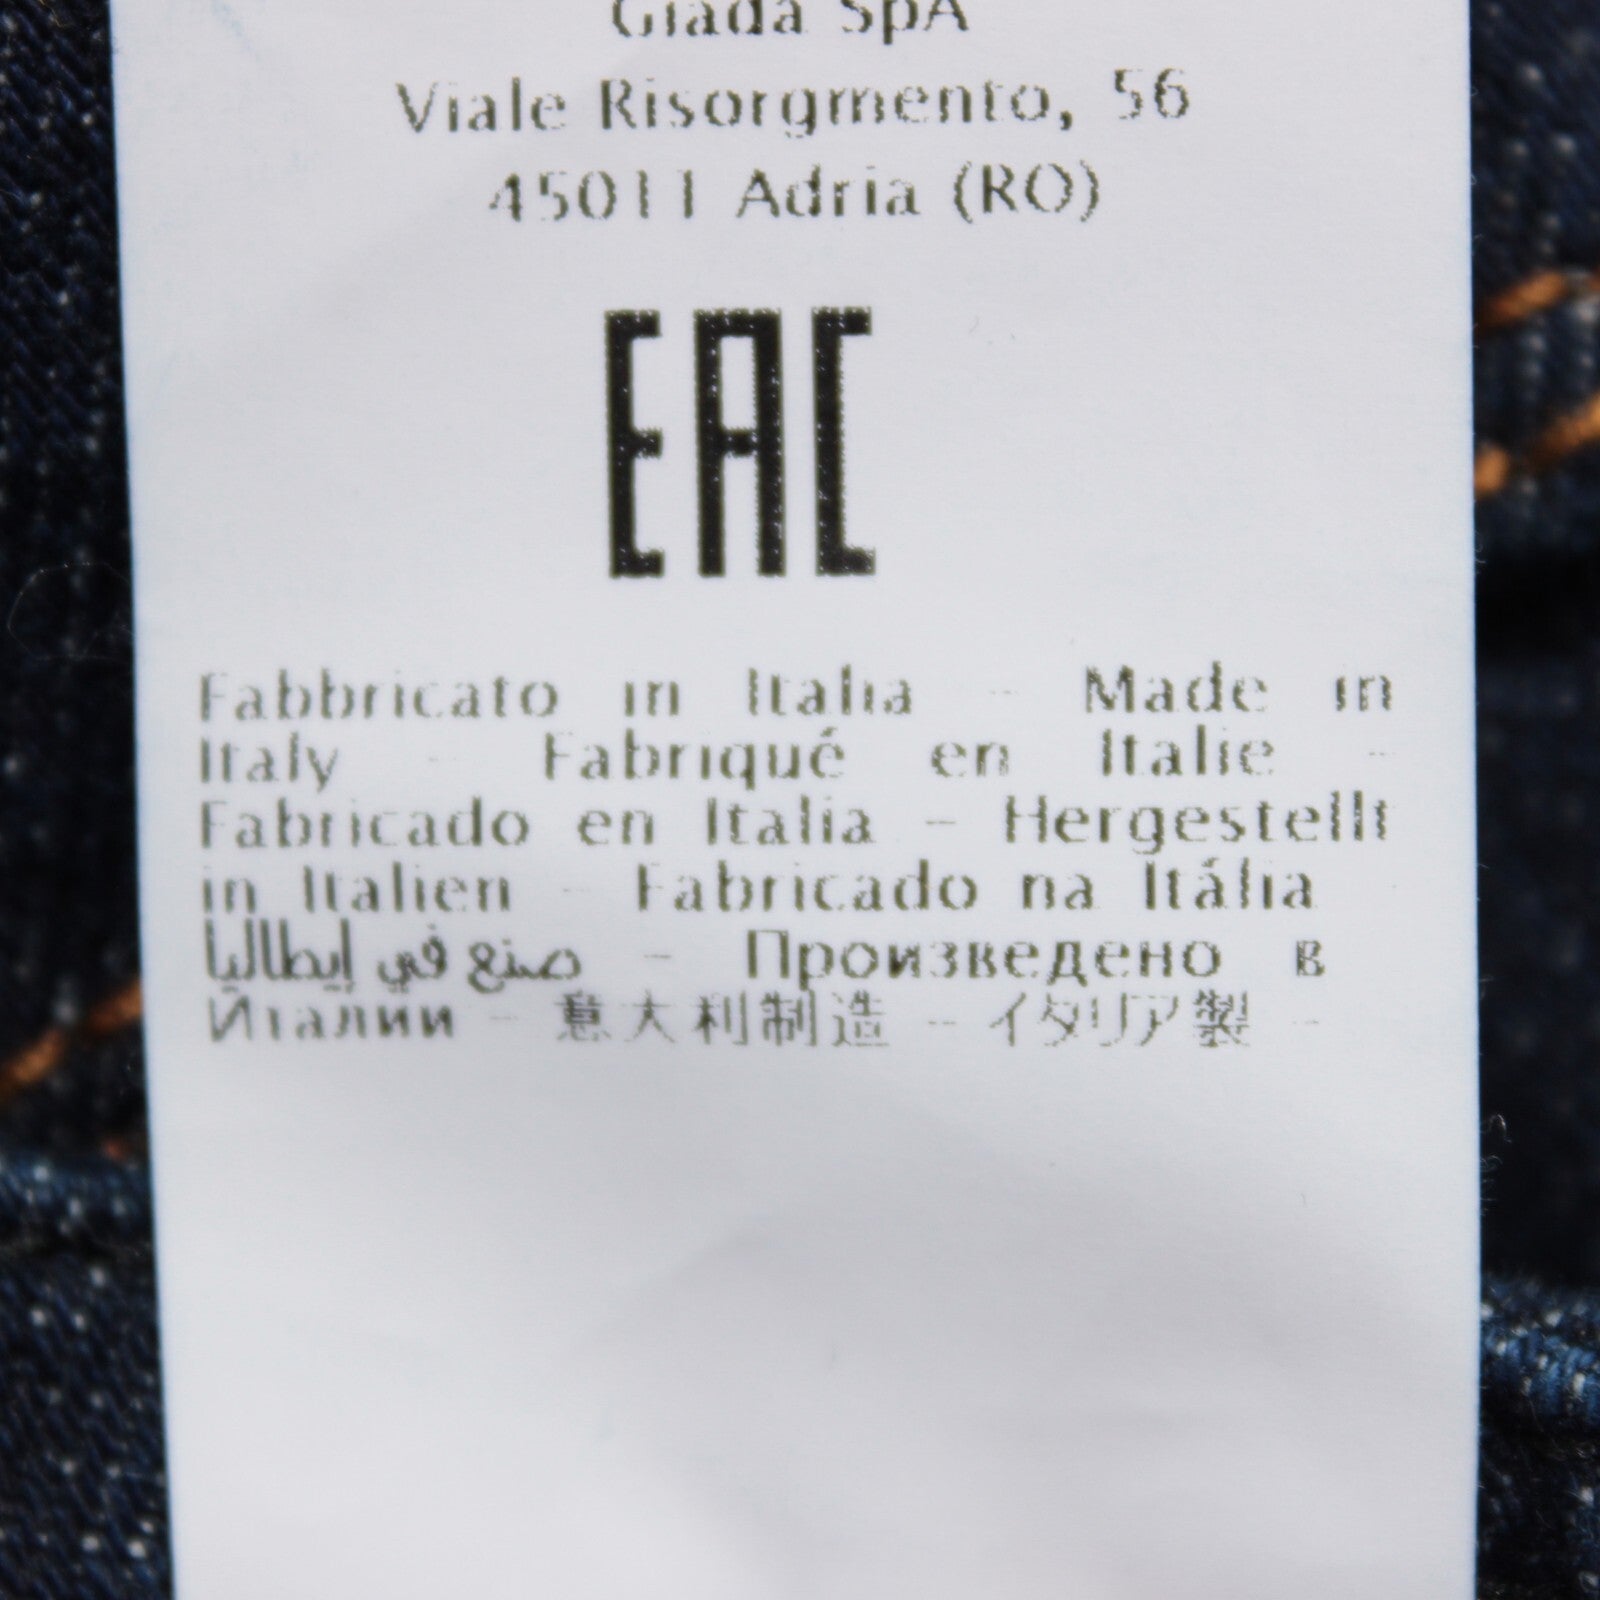 Giada SpA
Viale Risorgmento, 56
45011 Adria (RO)
EAC
Fabbricato in Italia - Made in
Italy - Fabriqué en Italie -
Fabricado en Italia - Hergestellt
in Italien - Fabricado na Itália
صنع في إيطاليا - Произведено в
Италии - 意大利制造 - イタリア製 -